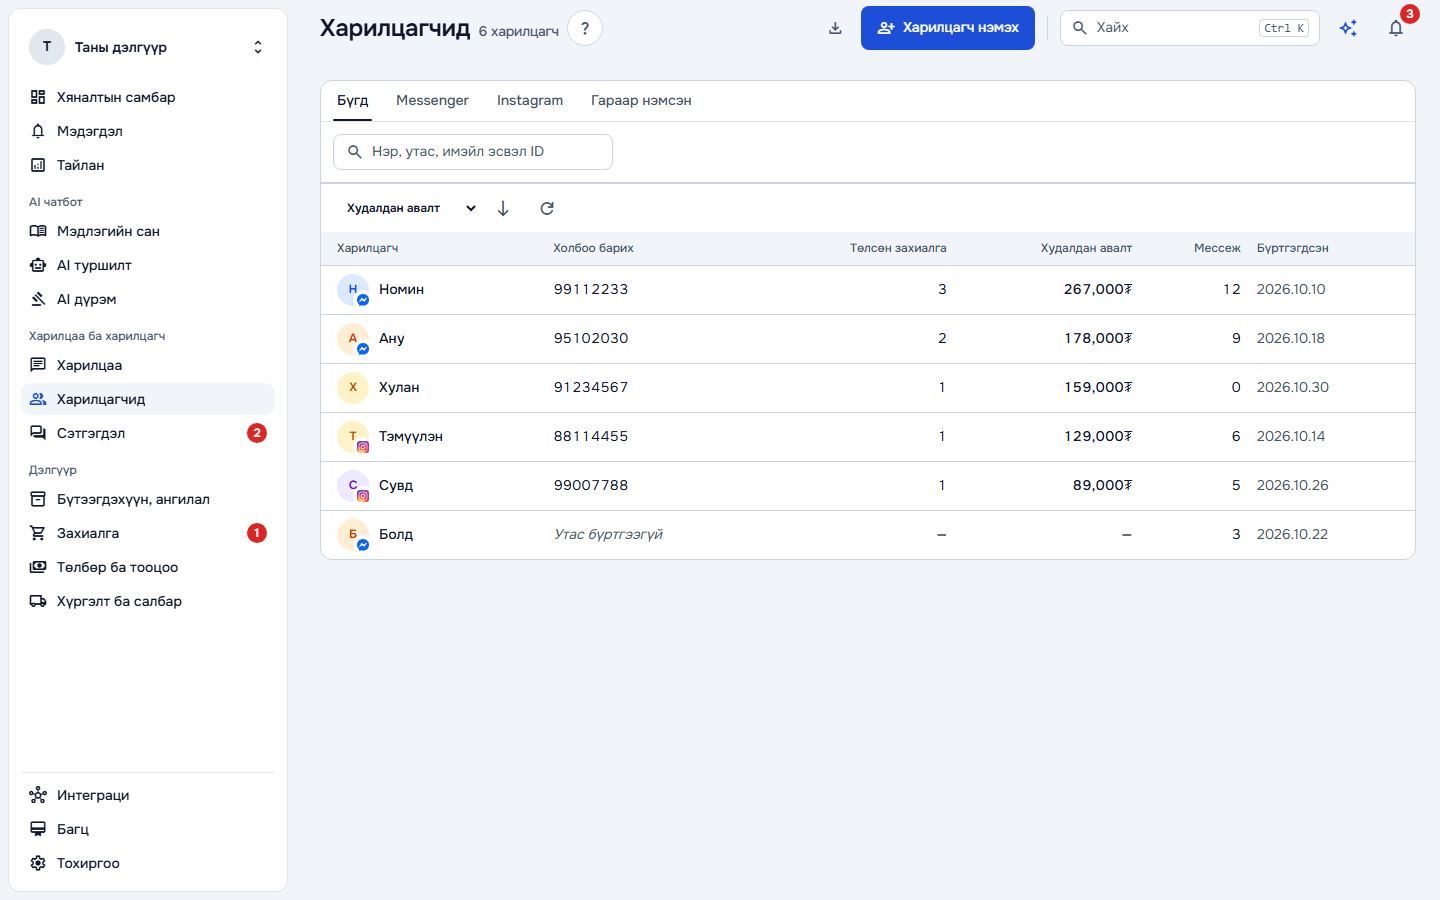 Т Таны дэлгүүр
Хяналтын самбар
Мэдэгдэл
Тайлан
AI чатбот
Мэдлэгийн сан
AI туршилт
AI дүрэм
Харилцаа ба харилцагч
Харилцаа
Харилцагчид
Сэтгэгдэл 2
Дэлгүүр
Бүтээгдэхүүн, ангилал
Захиалга 1
Төлбөр ба тооцоо
Хүргэлт ба салбар
Интеграци
Багц
Тохиргоо
Харилцагчид 6 харилцагч ?
Харилцагч нэмэх
Хайх Ctrl K
3
Бүгд Messenger Instagram Гараар нэмсэн
Нэр, утас, имэйл эсвэл ID
Худалдан авалт
Харилцагч Холбоо барих Төлсөн захиалга Худалдан авалт Мессеж Бүртгэгдсэн
Н Номин 99112233 3 267,000₮ 12 2026.10.10
А Ану 95102030 2 178,000₮ 9 2026.10.18
Х Хулан 91234567 1 159,000₮ 0 2026.10.30
Т Тэмүүлэн 88114455 1 129,000₮ 6 2026.10.14
С Сувд 99007788 1 89,000₮ 5 2026.10.26
Б Болд Утас бүртгээгүй – – 3 2026.10.22